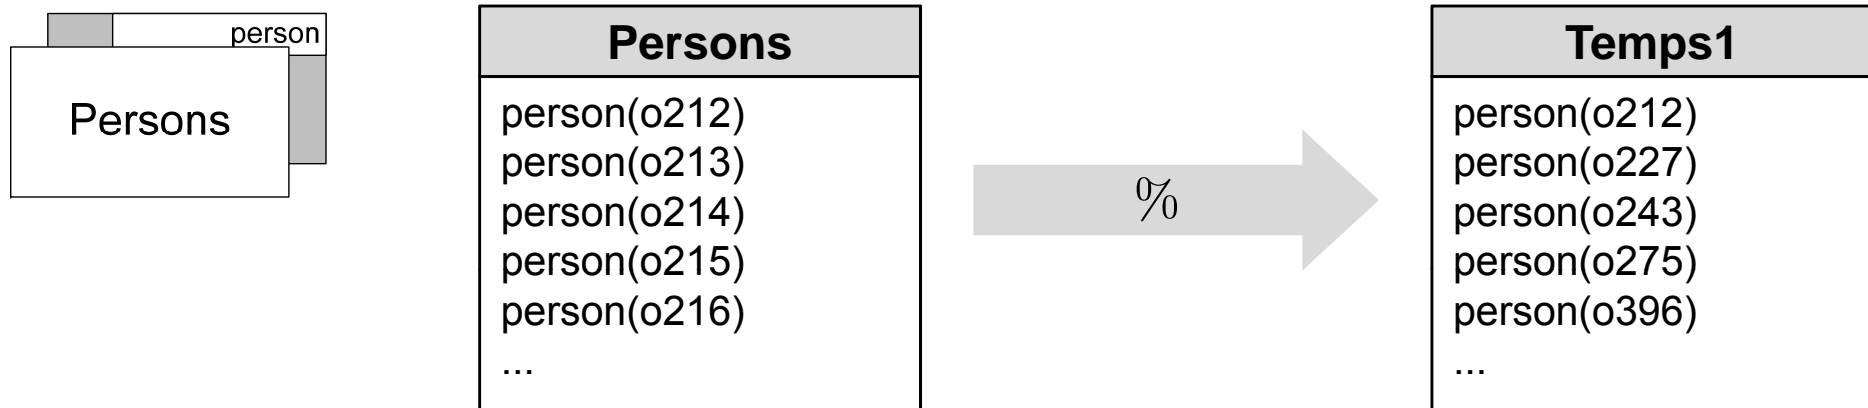 person
Persons
Persons
person(o212)
person(o213)
person(o214)
person(o215)
person(o216)
...
%
Temps1
person(o212)
person(o227)
person(o243)
person(o275)
person(o396)
...